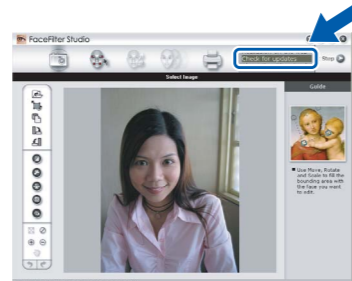 FaceFilter Studio
Check for updates
Stop
Select Image
Guide
Use Move, Rotate
and Scale to fill the
bounding area with
the face you want
to edit.